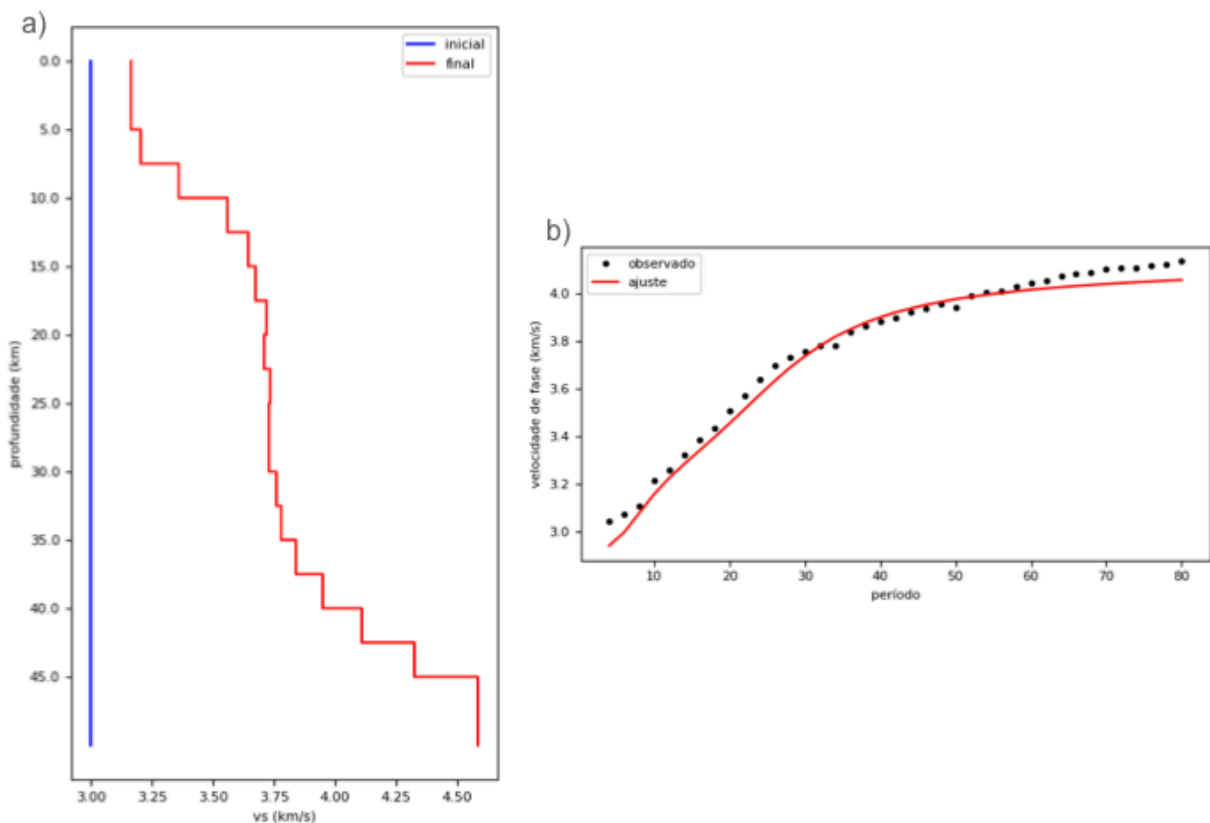 a)
inicial
final
0.0
5.0
10.0
15.0
20.0
25.0
30.0
35.0
40.0
45.0
profundidade (km)
3.00 3.25 3.50 3.75 4.00 4.25 4.50
vs (km/s)
b)
observado
ajuste
4.0
3.8
3.6
3.4
3.2
3.0
velocidade de fase (km/s)
10 20 30 40 50 60 70 80
período